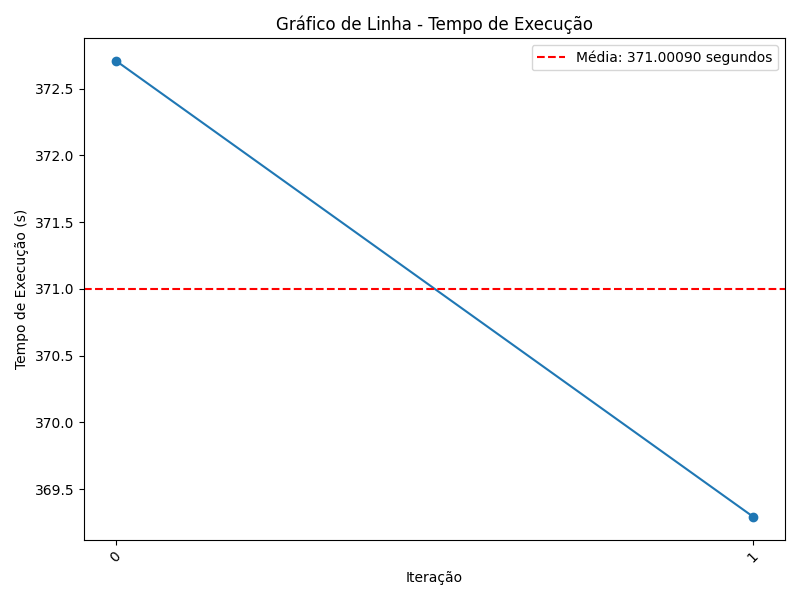 Gráfico de Linha - Tempo de Execução
Média: 371.00090 segundos
372.5
372.0
371.5
371.0
370.5
370.0
369.5
Tempo de Execução (s)
0
1
Iteração